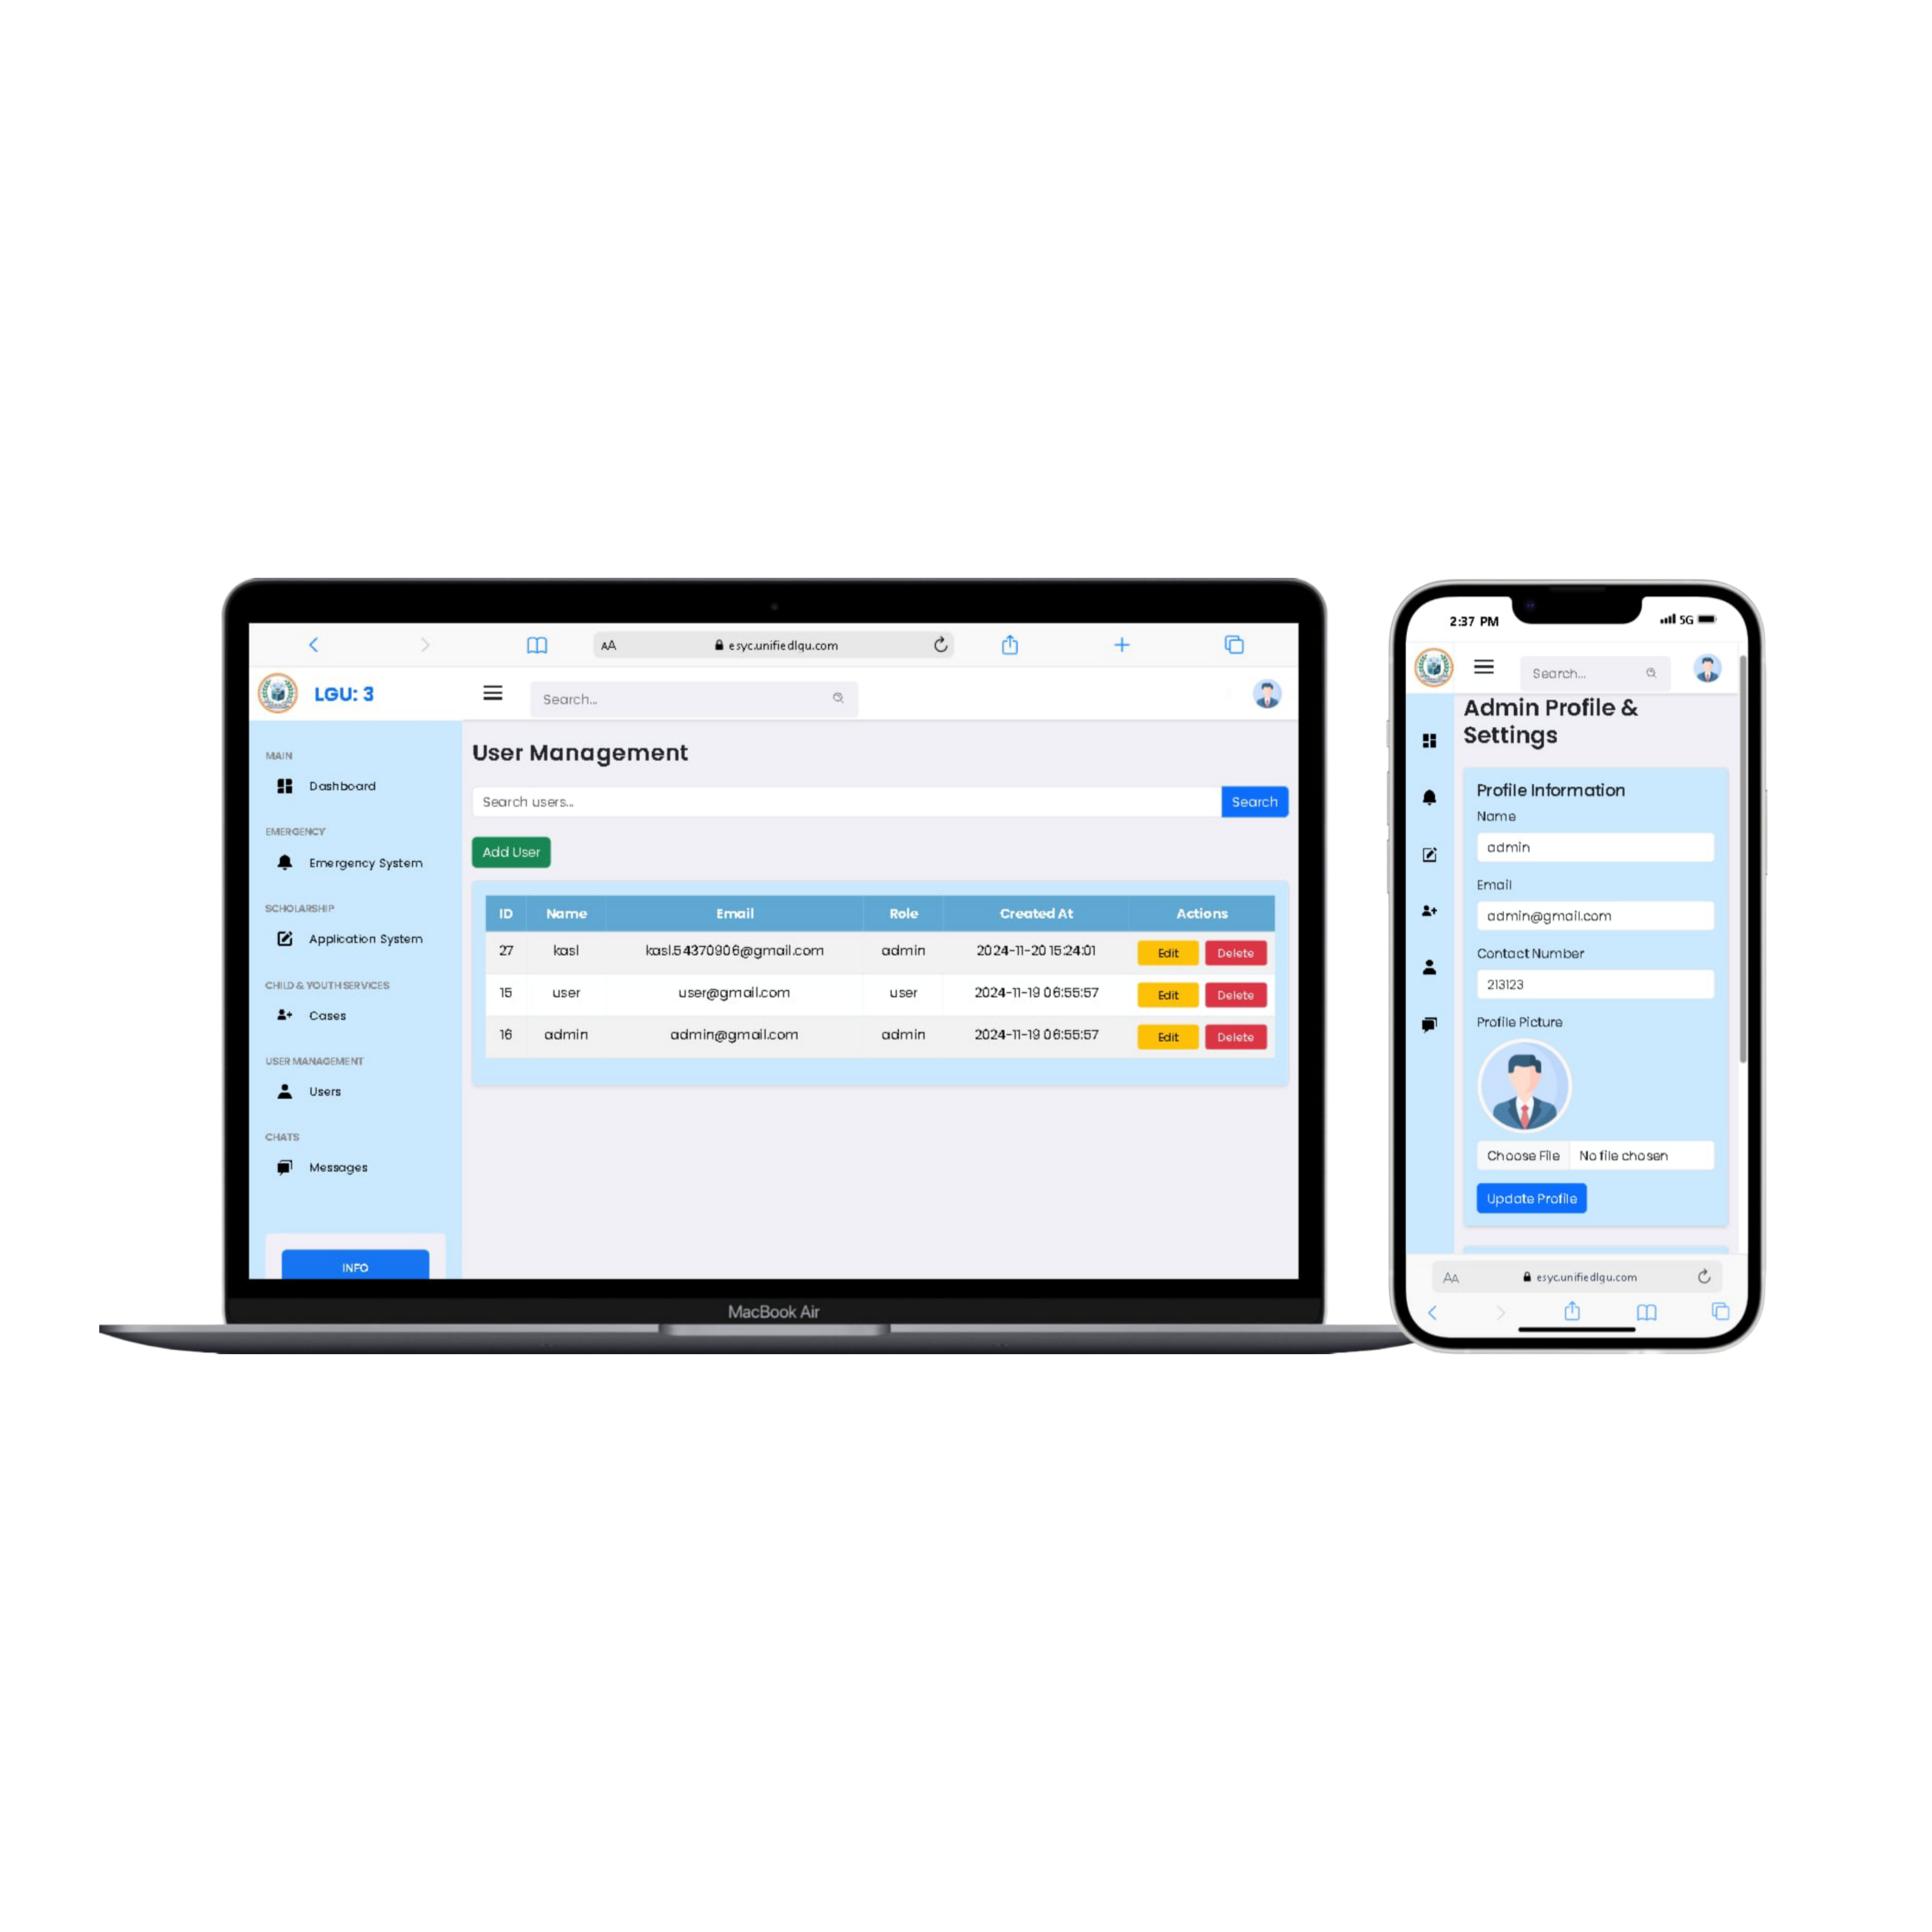 AA esyc.unifiedlgu.com
LGU: 3
Search...
MAIN
Dashboard
EMERGENCY
Emergency System
SCHOLARSHIP
Application System
CHILD & YOUTH SERVICES
Cases
USER MANAGEMENT
Users
CHATS
Messages
INFO
User Management
Search users... Search
Add User
ID Name Email Role Created At Actions
27 kasl kasl.54370906@gmail.com admin 2024-11-20 15:24:01 Edit Delete
15 user user@gmail.com user 2024-11-19 06:55:57 Edit Delete
16 admin admin@gmail.com admin 2024-11-19 06:55:57 Edit Delete
MacBook Air
2:37 PM 5G
Search...
Admin Profile &
Settings
Profile Information
Name
admin
Email
admin@gmail.com
Contact Number
213123
Profile Picture
Choose File No file chosen
Update Profile
AA esyc.unifiedlgu.com